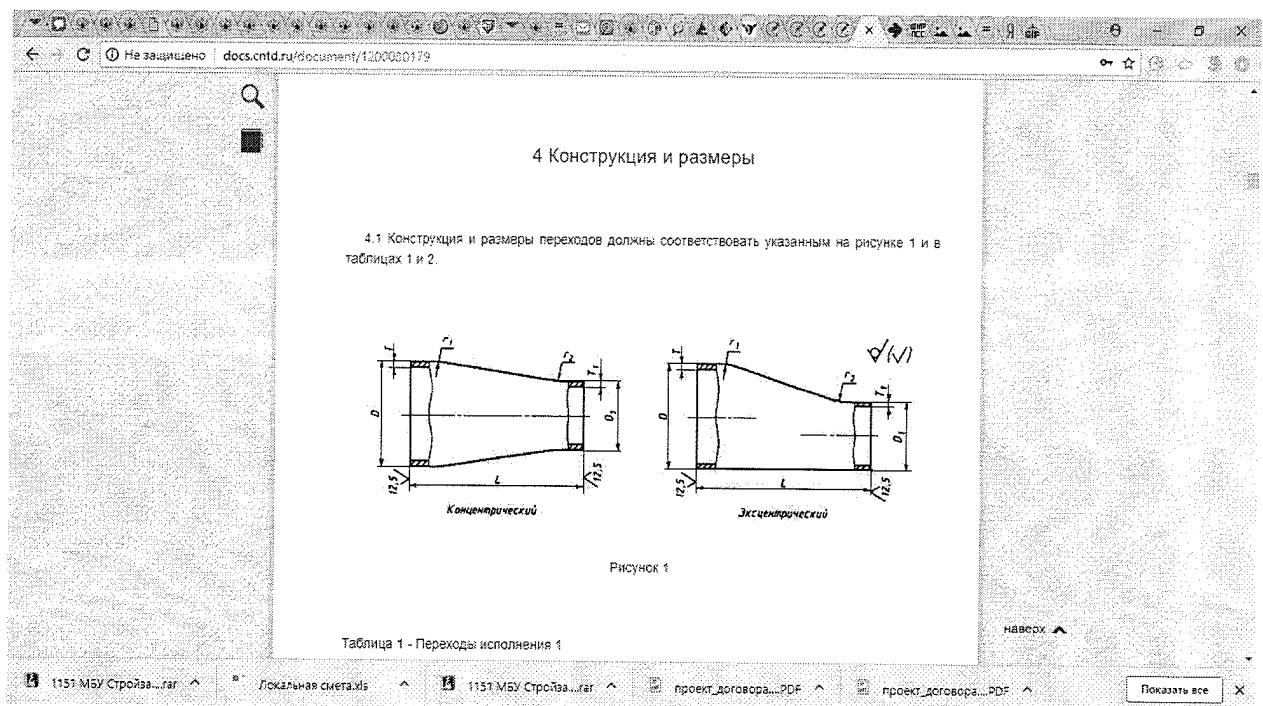 Не защищено docs.cntd.ru/document/1200080179
4 Конструкция и размеры
4.1 Конструкция и размеры переходов должны соответствовать указанным на рисунке 1 и в
таблицах 1 и 2.
T r1 r2 T1 D D1 L 12,5 12,5
T r1 r2 T1 D D1 L 12,5 12,5
Концентрический
Эксцентрический
Рисунок 1
наверх
Таблица 1 - Переходы исполнения 1
1151 МБУ Стройза....rar Локальная смета.xls 1151 МБУ Стройза....rar проект_договора....PDF проект_договора....PDF Показать все